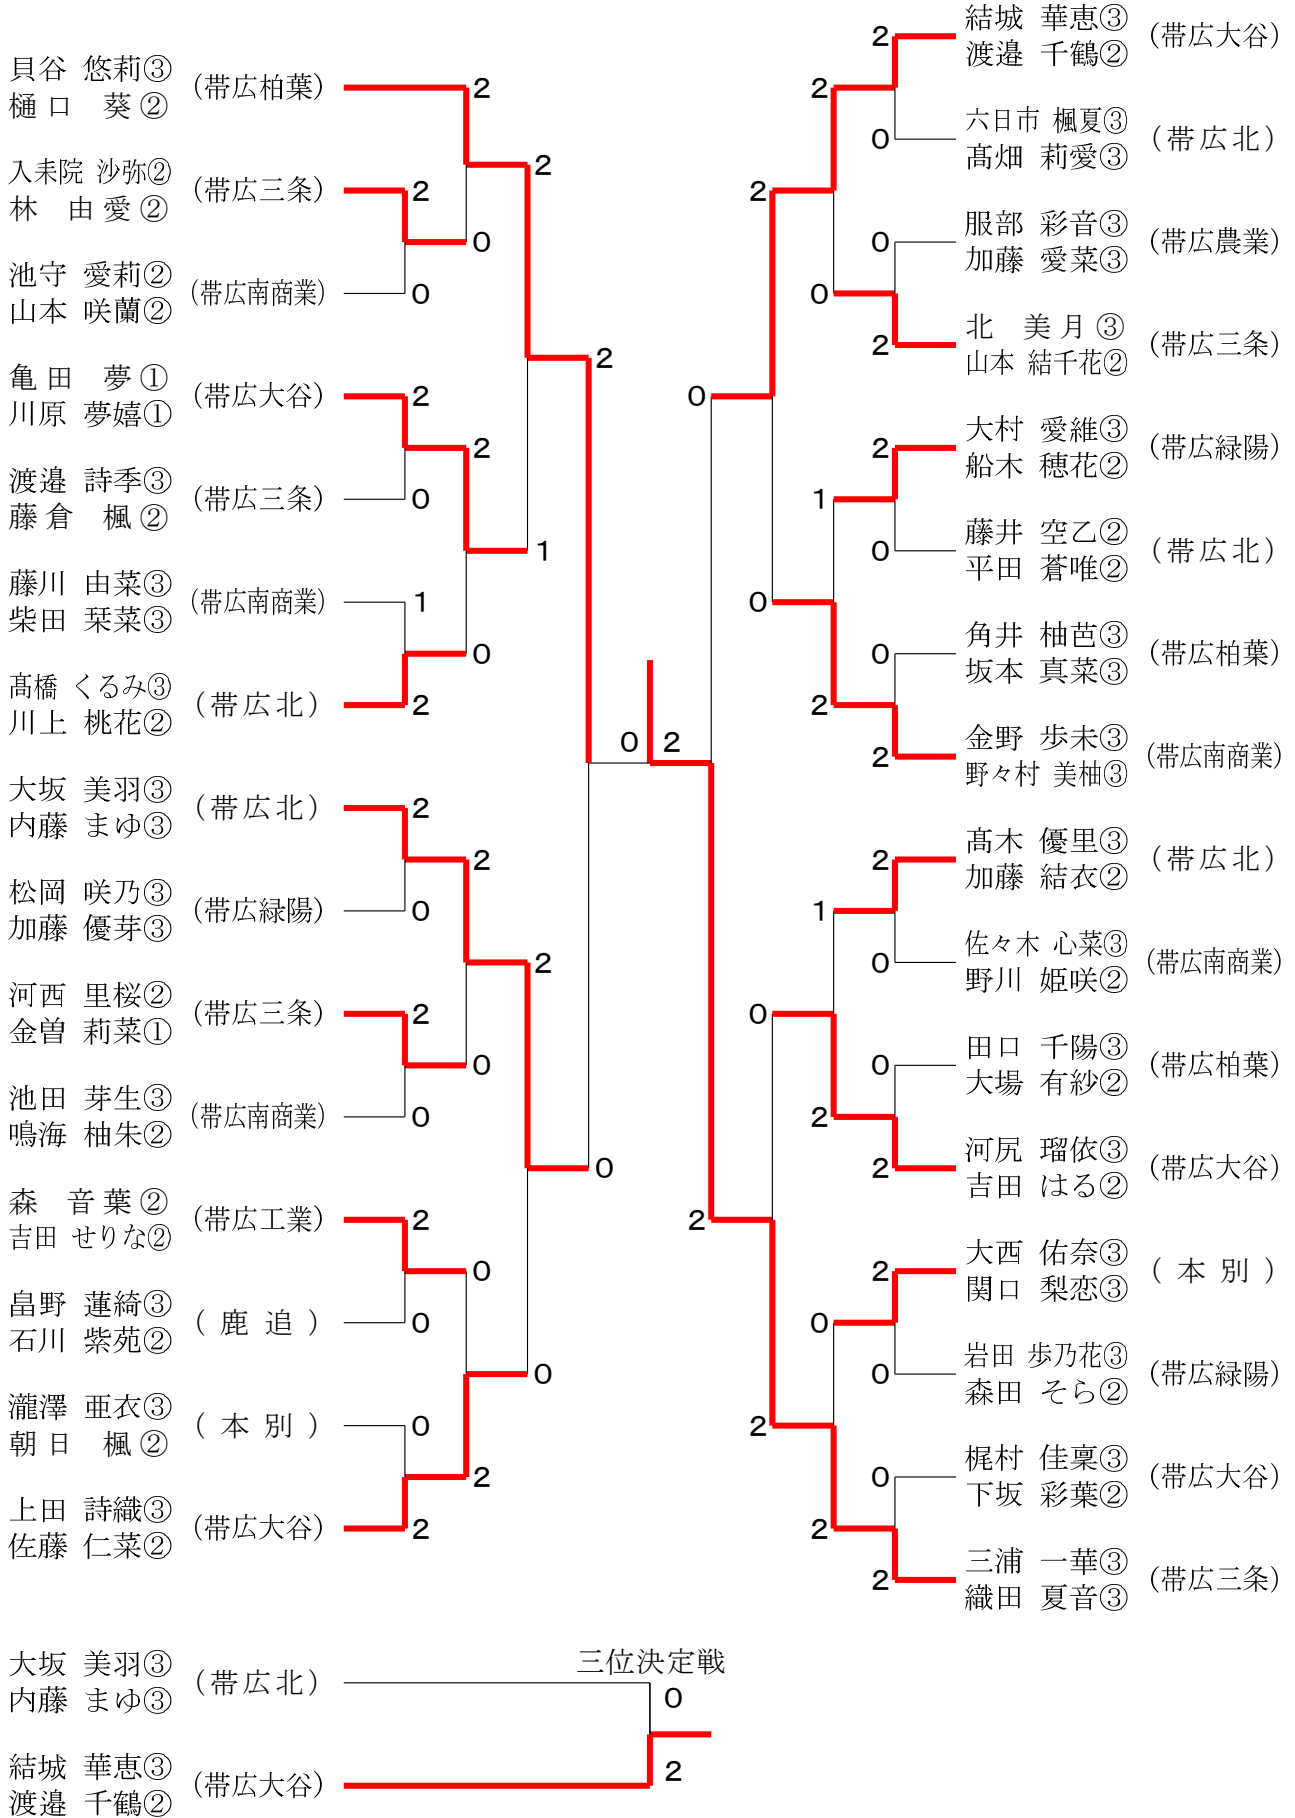 貝谷 悠莉③
樋口 葵②
(帯広柏葉)
2
2
入耒院 沙弥②
林 由愛②
(帯広三条)
2
0
池守 愛莉②
山本 咲蘭②
(帯広南商業)
0
2
亀田 夢①
川原 夢嬉①
(帯広大谷)
2
2
渡邉 詩季③
藤倉 楓②
(帯広三条)
0
1
藤川 由菜③
柴田 栞菜③
(帯広南商業)
1
0
髙橋 くるみ③
川上 桃花②
(帯広北)
2
0 2
大坂 美羽③
内藤 まゆ③
(帯広北)
2
2
松岡 咲乃③
加藤 優芽③
(帯広緑陽)
0
2
河西 里桜②
金曽 莉菜①
(帯広三条)
2
0
池田 芽生③
鳴海 柚朱②
(帯広南商業)
0
0
森 音葉②
吉田 せりな②
(帯広工業)
2
0
畠野 蓮綺③
石川 紫苑②
(鹿追)
0
0
瀧澤 亜衣③
朝日 楓②
(本別)
0
2
上田 詩織③
佐藤 仁菜②
(帯広大谷)
2
結城 華恵③
渡邉 千鶴②
(帯広大谷)
2
2
六日市 楓夏③
髙畑 莉愛③
(帯広北)
0
2
服部 彩音③
加藤 愛菜③
(帯広農業)
0
0
北 美月③
山本 結千花②
(帯広三条)
2
0
大村 愛維③
船木 穂花②
(帯広緑陽)
2
1
藤井 空乙②
平田 蒼唯②
(帯広北)
0
0
角井 柚芭③
坂本 真菜③
(帯広柏葉)
0
2
金野 歩未③
野々村 美柚③
(帯広南商業)
2
髙木 優里③
加藤 結衣②
(帯広北)
2
1
佐々木 心菜③
野川 姫咲②
(帯広南商業)
0
0
田口 千陽③
大場 有紗②
(帯広柏葉)
0
2
河尻 瑠依③
吉田 はる②
(帯広大谷)
2
2
大西 佑奈③
関口 梨恋③
(本別)
2
0
岩田 歩乃花③
森田 そら②
(帯広緑陽)
0
2
梶村 佳稟③
下坂 彩葉②
(帯広大谷)
0
2
三浦 一華③
織田 夏音③
(帯広三条)
2
三位決定戦
大坂 美羽③
内藤 まゆ③
(帯広北)
0
結城 華恵③
渡邉 千鶴②
(帯広大谷)
2